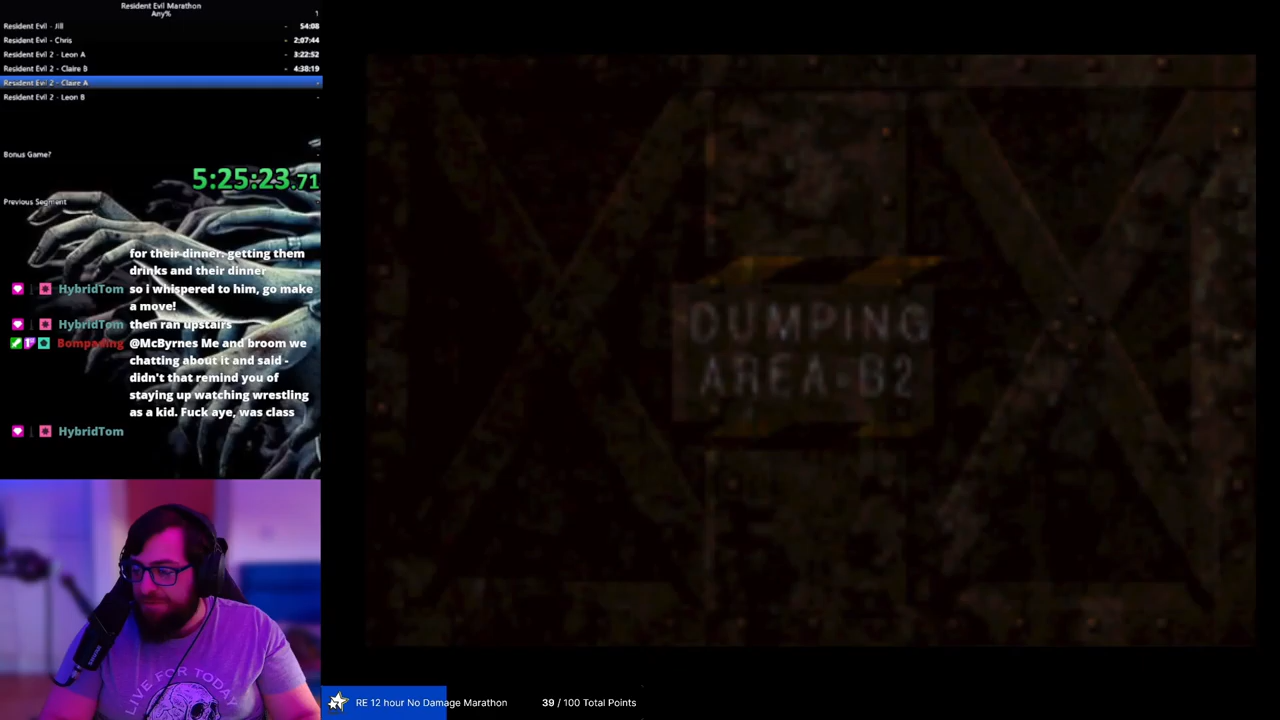 Resident Evil Marathon
Any%
1
Resident Evil - Jill - 54:08
Resident Evil - Chris - 2:07:44
Resident Evil 2 - Leon A - 3:22:52
Resident Evil 2 - Claire B - 4:38:19
Resident Evil 2 - Claire A -
Resident Evil 2 - Leon B -
Bonus Game? -
5:25:23.71
Previous Segment -
for their dinner. getting them
drinks and their dinner
HybridTom so i whispered to him, go make
a move!
HybridTom then ran upstairs
@McByrnes Me and broom we
chatting about it and said -
didn't that remind you of
staying up watching wrestling
as a kid. Fuck aye, was class
HybridTom
DUMPING
AREA-B2
LIVE FOR TODAY
RE 12 hour No Damage Marathon 39 / 100 Total Points